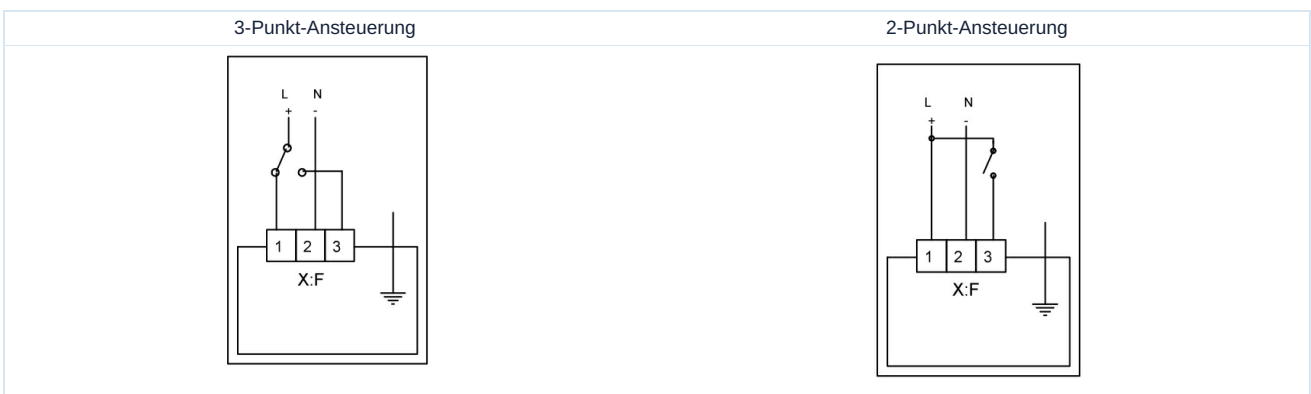 3-Punkt-Ansteuerung
2-Punkt-Ansteuerung
L N
+ -
1 2 3
X:F
L N
+ -
1 2 3
X:F